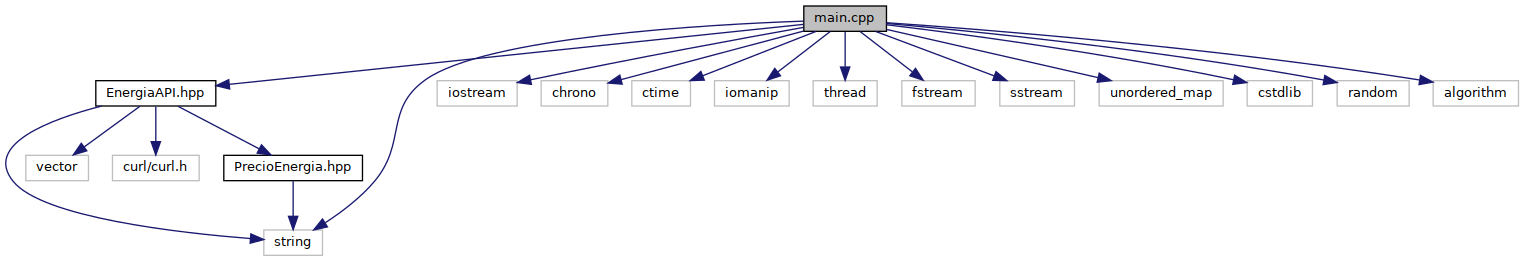 main.cpp
EnergiaAPI.hpp
iostream
chrono
ctime
iomanip
thread
fstream
sstream
unordered_map
cstdlib
random
algorithm
vector
curl/curl.h
PrecioEnergia.hpp
string